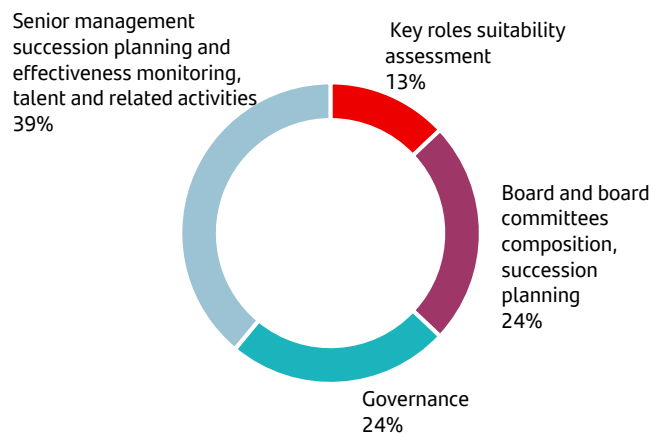 Senior management
succession planning and
effectiveness monitoring,
talent and related activities
39%
Key roles suitability
assessment
13%
Board and board
committees
composition,
succession
planning
24%
Governance
24%